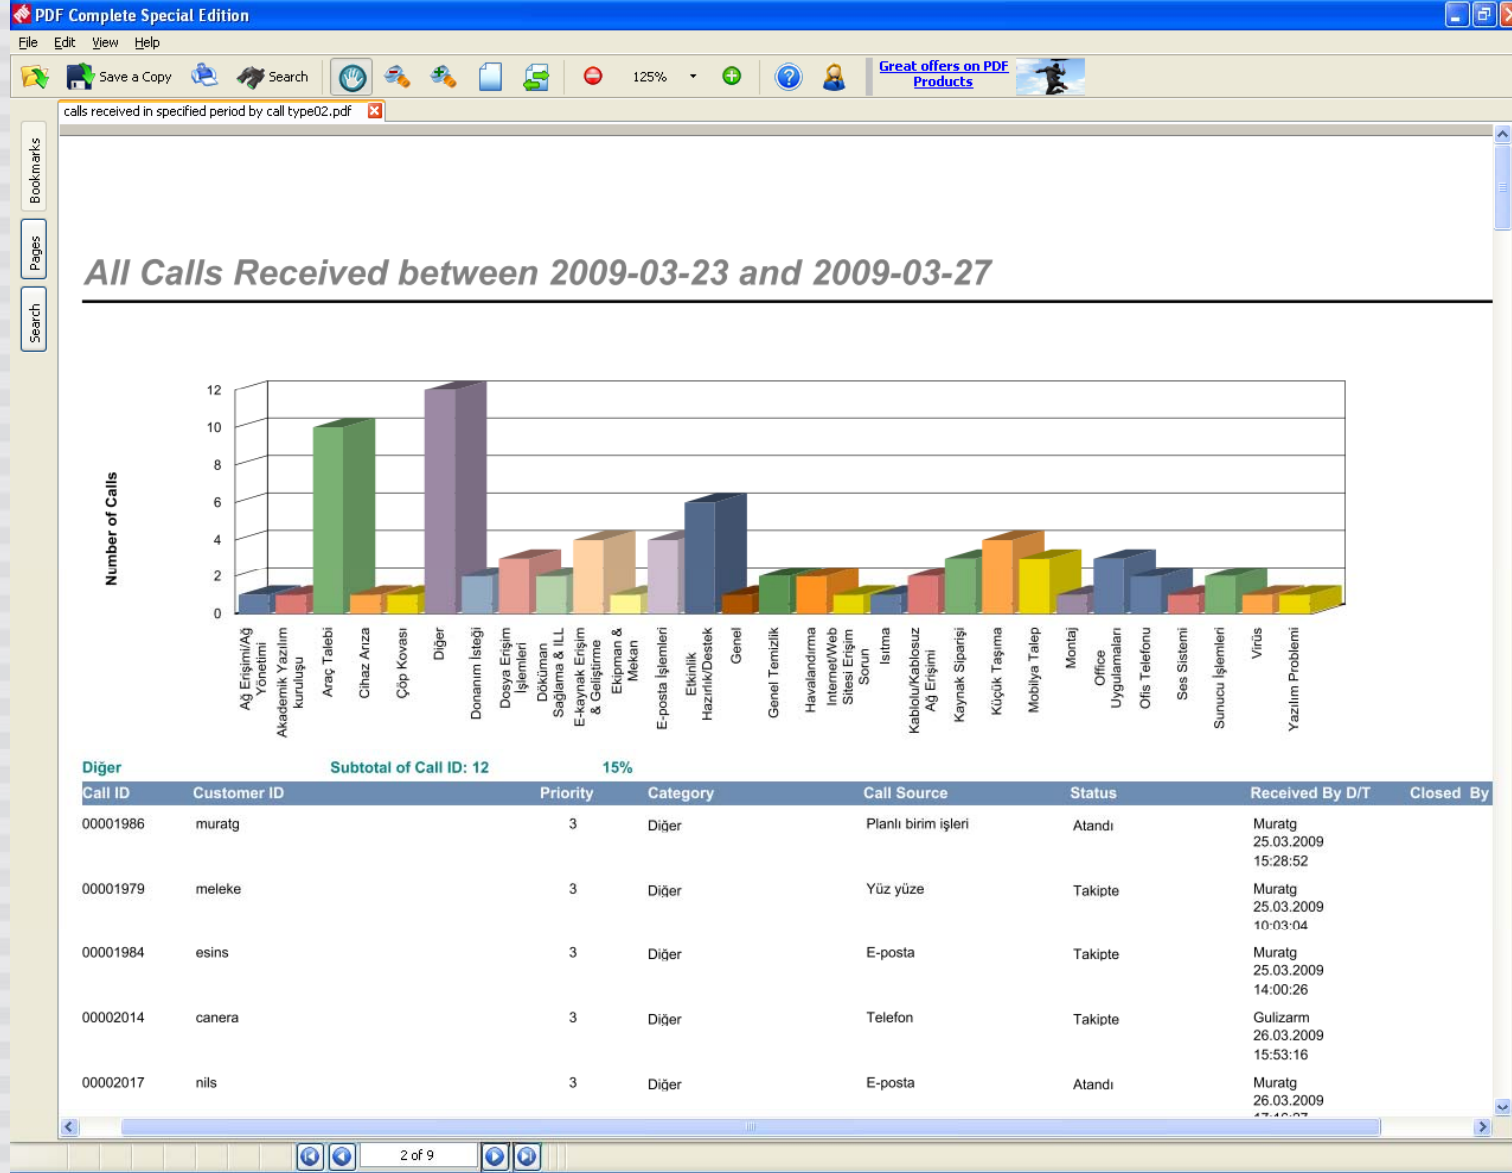 PDF Complete Special Edition
File Edit View Help
Save a Copy Search 125% Great offers on PDF
Products
calls received in specified period by call type02.pdf
Bookmarks
Pages
Search
All Calls Received between 2009-03-23 and 2009-03-27
Number of Calls
12
10
8
6
4
2
0
Ağ Erişimi/Ağ
Yönetimi
Akademik Yazılım
kuruluşu
Araç Talebi
Cihaz Arıza
Çöp Kovası
Diğer
Donanım İsteği
Dosya Erişim
İşlemleri
Döküman
Sağlama & ILL
E-kaynak Erişim
& Geliştirme
Ekipman &
Mekan
E-posta İşlemleri
Etkinlik
Hazırlık/Destek
Genel
Genel Temizlik
Havalandırma
Internet/Web
Sitesi Erişim
Sorun
Isıtma
Kablolu/Kablosuz
Ağ Erişimi
Kaynak Siparişi
Küçük Taşıma
Mobilya Talep
Montaj
Office
Uygulamaları
Ofis Telefonu
Ses Sistemi
Sunucu İşlemleri
Virüs
Yazılım Problemi
Diğer Subtotal of Call ID: 12 15%
Call ID Customer ID Priority Category Call Source Status Received By D/T Closed By
00001986 muratg 3 Diğer Planlı birim işleri Atandı Muratg
25.03.2009
15:28:52
00001979 meleke 3 Diğer Yüz yüze Takipte Muratg
25.03.2009
10:03:04
00001984 esins 3 Diğer E-posta Takipte Muratg
25.03.2009
14:00:26
00002014 canera 3 Diğer Telefon Takipte Gulizarm
26.03.2009
15:53:16
00002017 nils 3 Diğer E-posta Atandı Muratg
26.03.2009
2 of 9